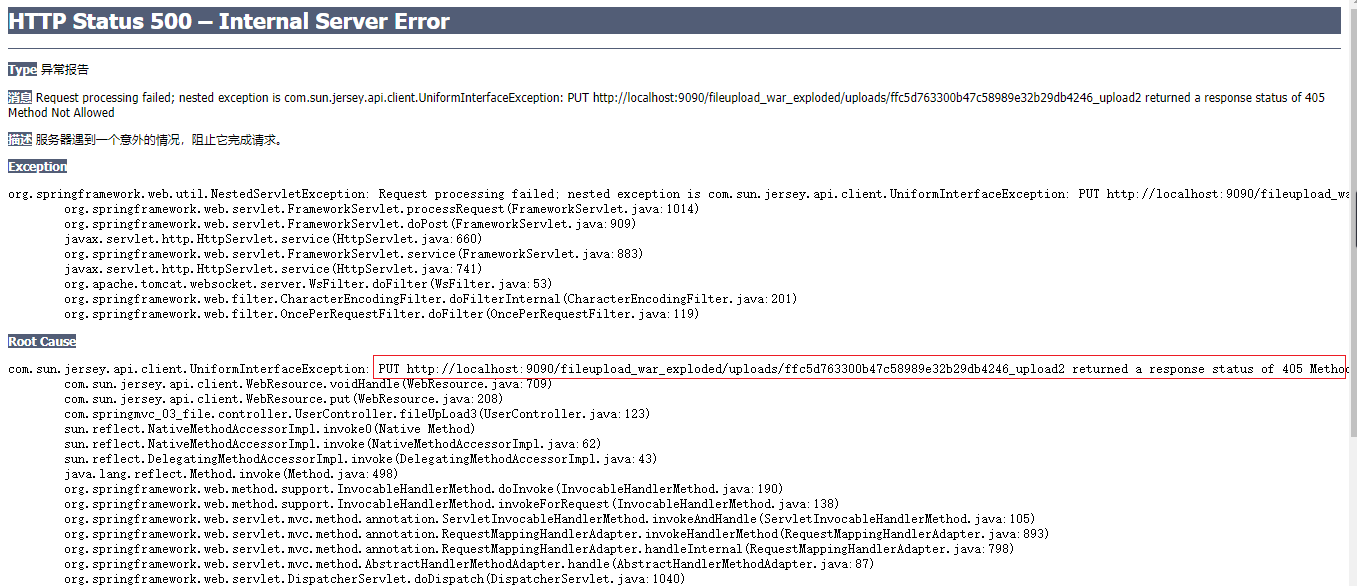 HTTP Status 500 – Internal Server Error
Type 异常报告
消息 Request processing failed; nested exception is com.sun.jersey.api.client.UniformInterfaceException: PUT http://localhost:9090/fileupload_war_exploded/uploads/ffc5d763300b47c58989e32b29db4246_upload2 returned a response status of 405
Method Not Allowed
描述 服务器遇到一个意外的情况，阻止它完成请求。
Exception
org.springframework.web.util.NestedServletException: Request processing failed; nested exception is com.sun.jersey.api.client.UniformInterfaceException: PUT http://localhost:9090/fileupload_wa
org.springframework.web.servlet.FrameworkServlet.processRequest(FrameworkServlet.java:1014)
org.springframework.web.servlet.FrameworkServlet.doPost(FrameworkServlet.java:909)
javax.servlet.http.HttpServlet.service(HttpServlet.java:660)
org.springframework.web.servlet.FrameworkServlet.service(FrameworkServlet.java:883)
javax.servlet.http.HttpServlet.service(HttpServlet.java:741)
org.apache.tomcat.websocket.server.WsFilter.doFilter(WsFilter.java:53)
org.springframework.web.filter.CharacterEncodingFilter.doFilterInternal(CharacterEncodingFilter.java:201)
org.springframework.web.filter.OncePerRequestFilter.doFilter(OncePerRequestFilter.java:119)
Root Cause
com.sun.jersey.api.client.UniformInterfaceException: PUT http://localhost:9090/fileupload_war_exploded/uploads/ffc5d763300b47c58989e32b29db4246_upload2 returned a response status of 405 Metho
com.sun.jersey.api.client.WebResource.voidHandle(WebResource.java:709)
com.sun.jersey.api.client.WebResource.put(WebResource.java:208)
com.springmvc_03_file.controller.UserController.fileUpLoad3(UserController.java:123)
sun.reflect.NativeMethodAccessorImpl.invoke0(Native Method)
sun.reflect.NativeMethodAccessorImpl.invoke(NativeMethodAccessorImpl.java:62)
sun.reflect.DelegatingMethodAccessorImpl.invoke(DelegatingMethodAccessorImpl.java:43)
java.lang.reflect.Method.invoke(Method.java:498)
org.springframework.web.method.support.InvocableHandlerMethod.doInvoke(InvocableHandlerMethod.java:190)
org.springframework.web.method.support.InvocableHandlerMethod.invokeForRequest(InvocableHandlerMethod.java:138)
org.springframework.web.servlet.mvc.method.annotation.ServletInvocableHandlerMethod.invokeAndHandle(ServletInvocableHandlerMethod.java:105)
org.springframework.web.servlet.mvc.method.annotation.RequestMappingHandlerAdapter.invokeHandlerMethod(RequestMappingHandlerAdapter.java:893)
org.springframework.web.servlet.mvc.method.annotation.RequestMappingHandlerAdapter.handleInternal(RequestMappingHandlerAdapter.java:798)
org.springframework.web.servlet.mvc.method.AbstractHandlerMethodAdapter.handle(AbstractHandlerMethodAdapter.java:87)
org.springframework.web.servlet.DispatcherServlet.doDispatch(DispatcherServlet.java:1040)